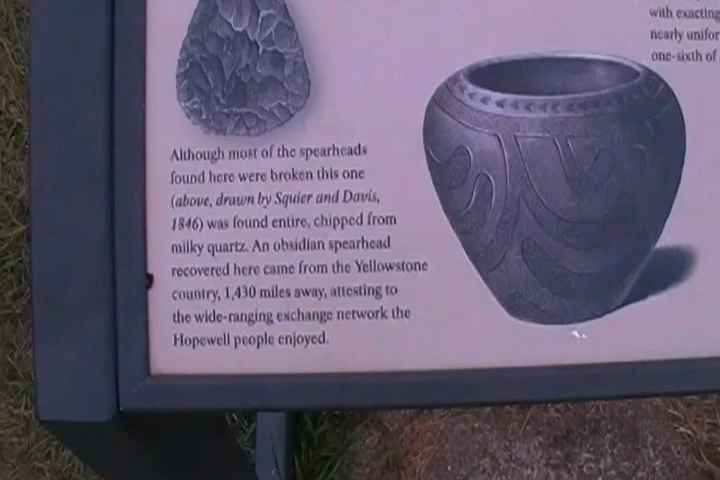 with exacting
nearly unifor
one-sixth of
Although most of the spearheads
found here were broken this one
(above, drawn by Squier and Davis,
1846) was found entire, chipped from
milky quartz. An obsidian spearhead
recovered here came from the Yellowstone
country, 1,430 miles away, attesting to
the wide-ranging exchange network the
Hopewell people enjoyed.